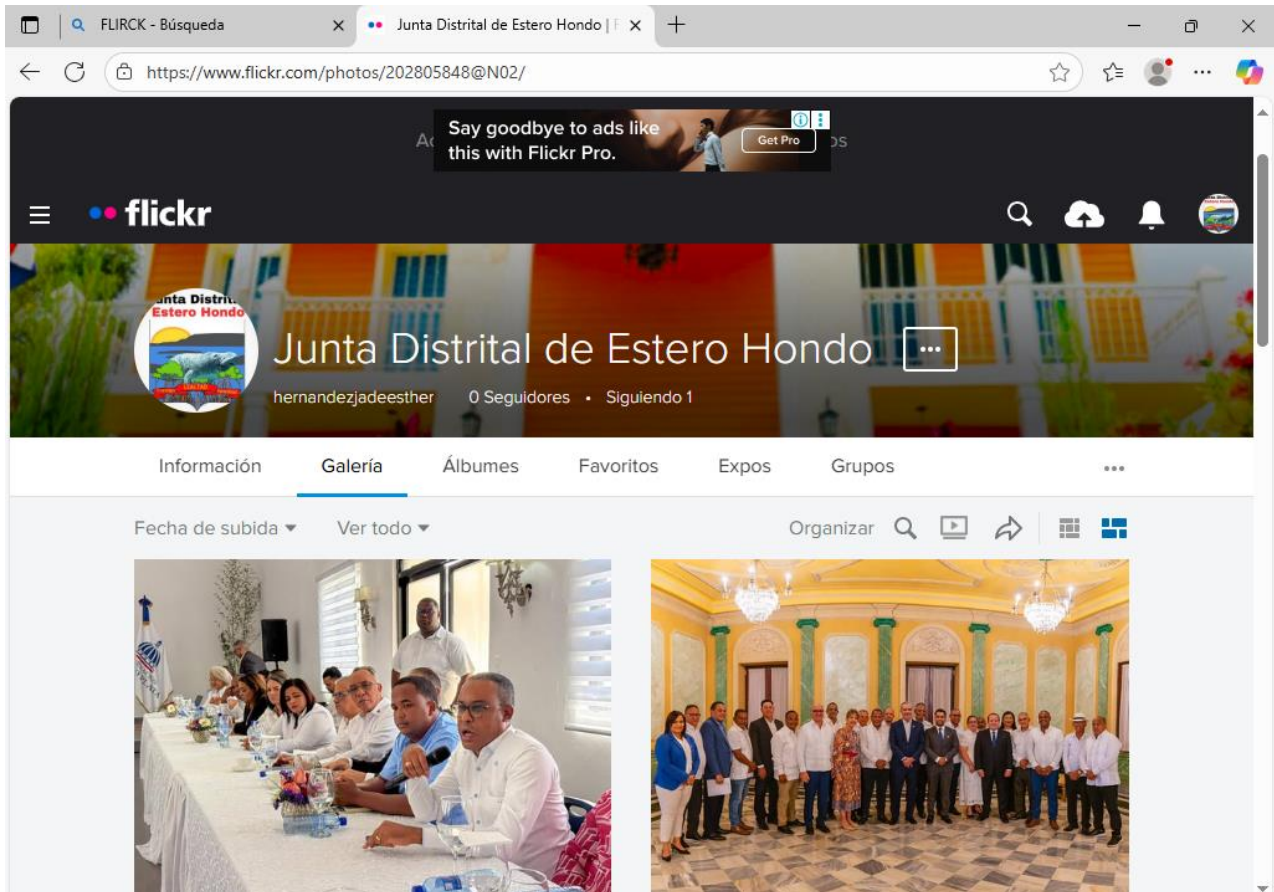 FLIRCK - Búsqueda
Junta Distrital de Estero Hondo |
https://www.flickr.com/photos/202805848@N02/
Say goodbye to ads like
this with Flickr Pro.
Get Pro
flickr
Junta Distrital de Estero Hondo
hernandezjadeesther 0 Seguidores • Siguiendo 1
Información Galería Álbumes Favoritos Expos Grupos
Fecha de subida Ver todo Organizar